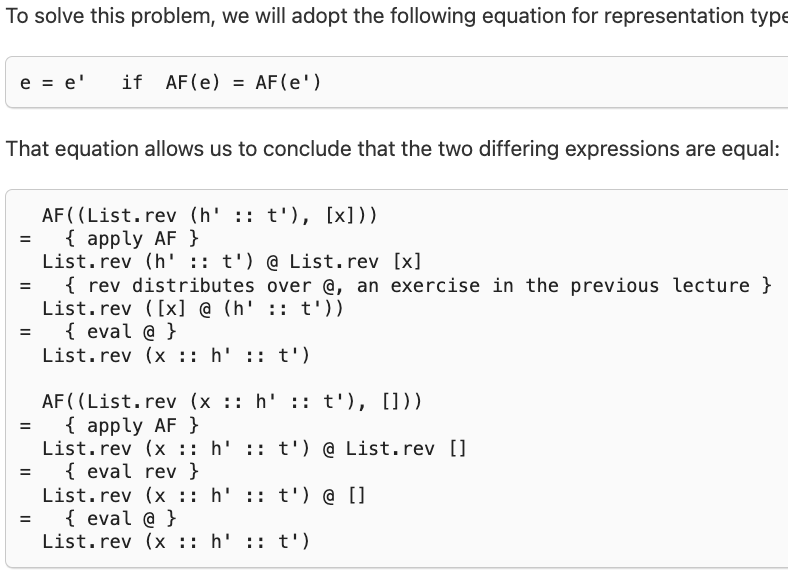 To solve this problem, we will adopt the following equation for representation type
e = e'   if  AF(e) = AF(e')
That equation allows us to conclude that the two differing expressions are equal:
  AF((List.rev (h' :: t'), [x]))
=   { apply AF }
  List.rev (h' :: t') @ List.rev [x]
=   { rev distributes over @, an exercise in the previous lecture }
  List.rev ([x] @ (h' :: t'))
=   { eval @ }
  List.rev (x :: h' :: t')
  AF((List.rev (x :: h' :: t'), []))
=   { apply AF }
  List.rev (x :: h' :: t') @ List.rev []
=   { eval rev }
  List.rev (x :: h' :: t') @ []
=   { eval @ }
  List.rev (x :: h' :: t')